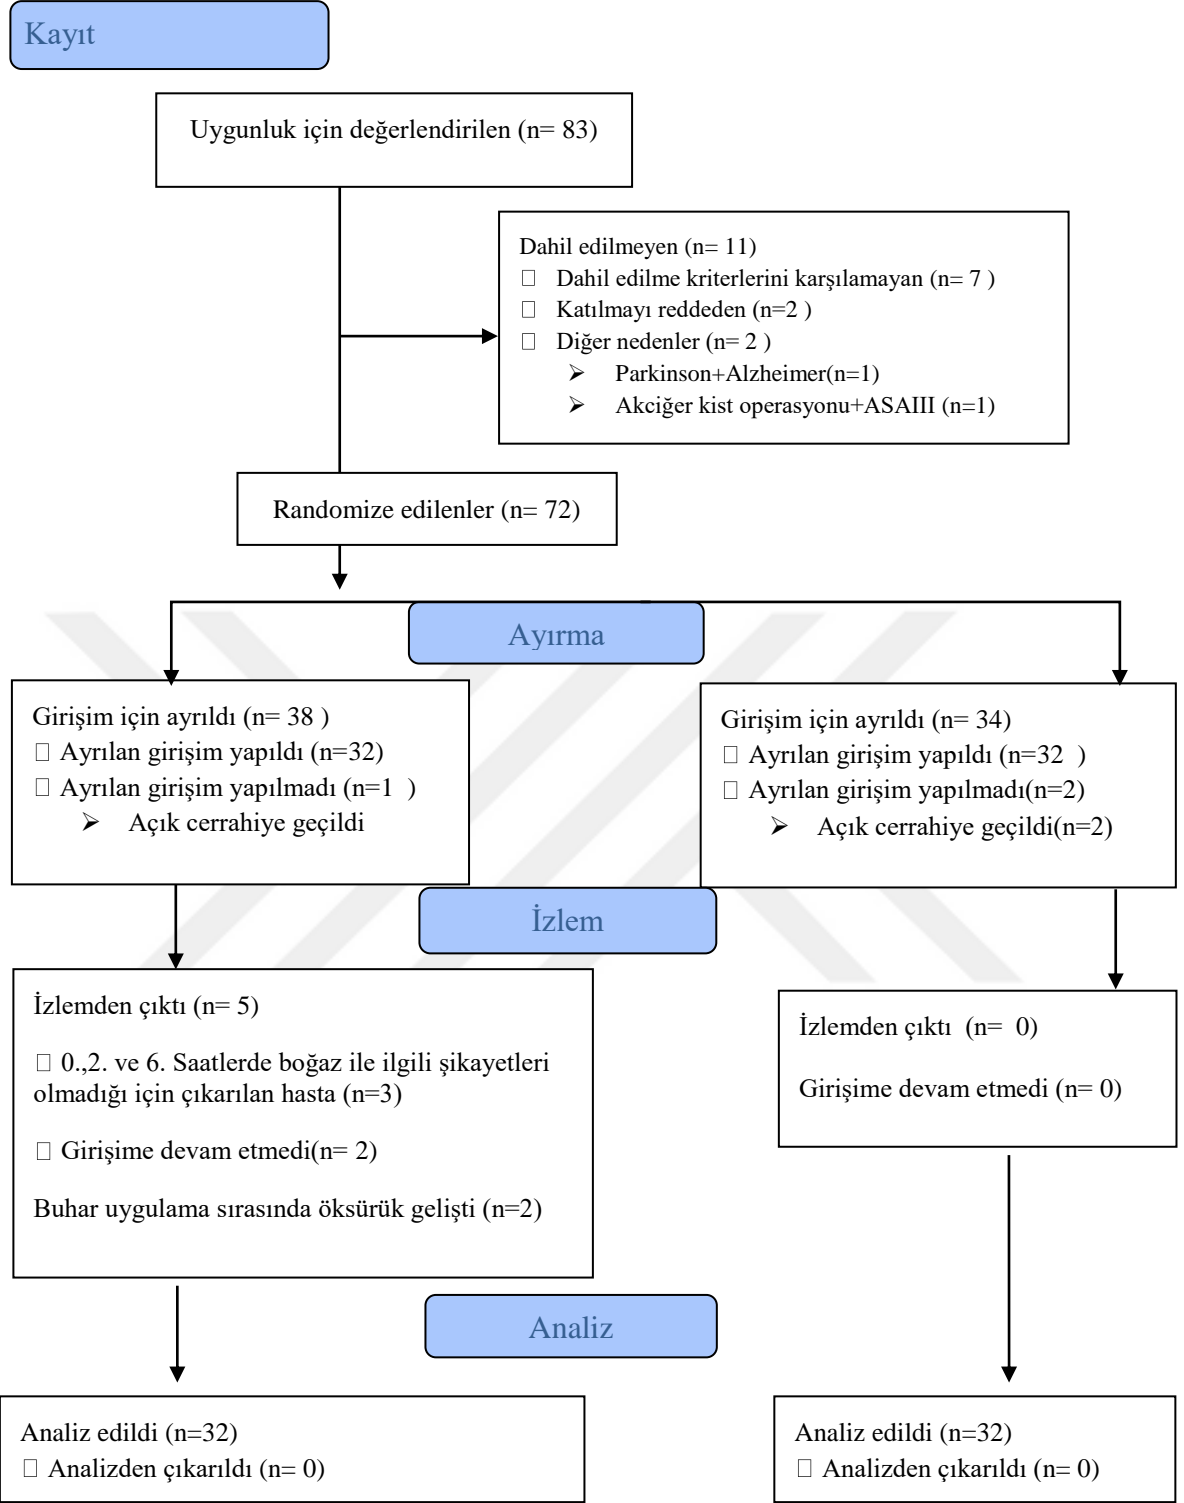 Kayıt
Uygunluk için değerlendirilen (n= 83)
Dahil edilmeyen (n= 11)
□ Dahil edilme kriterlerini karşılamayan (n= 7 )
□ Katılmayı reddeden (n=2 )
□ Diğer nedenler (n= 2 )
➢ Parkinson+Alzheimer(n=1)
➢ Akciğer kist operasyonu+ASAIII (n=1)
Randomize edilenler (n= 72)
Ayırma
Girişim için ayrıldı (n= 38 )
□ Ayrılan girişim yapıldı (n=32)
□ Ayrılan girişim yapılmadı (n=1 )
➢ Açık cerrahiye geçildi
Girişim için ayrıldı (n= 34)
□ Ayrılan girişim yapıldı (n=32 )
□ Ayrılan girişim yapılmadı(n=2)
➢ Açık cerrahiye geçildi(n=2)
İzlem
İzlemden çıktı (n= 5)
□ 0.,2. ve 6. Saatlerde boğaz ile ilgili şikayetleri
olmadığı için çıkarılan hasta (n=3)
□ Girişime devam etmedi(n= 2)
Buhar uygulama sırasında öksürük gelişti (n=2)
İzlemden çıktı (n= 0)
Girişime devam etmedi (n= 0)
Analiz
Analiz edildi (n=32)
□ Analizden çıkarıldı (n= 0)
Analiz edildi (n=32)
□ Analizden çıkarıldı (n= 0)